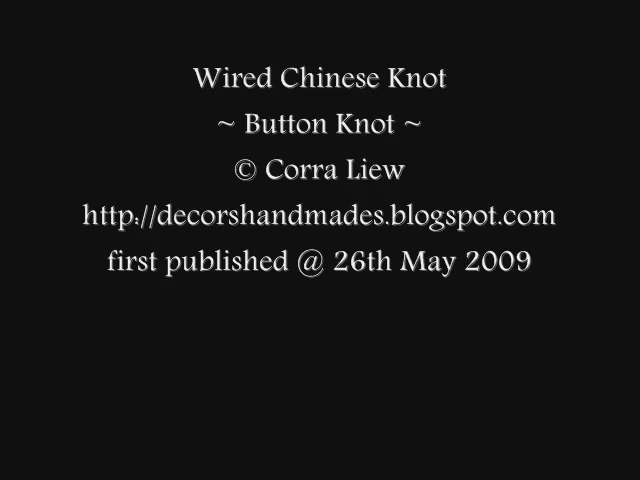 Wired Chinese Knot
~ Button Knot ~
© Corra Liew
http://decorshandmades.blogspot.com
first published @ 26th May 2009